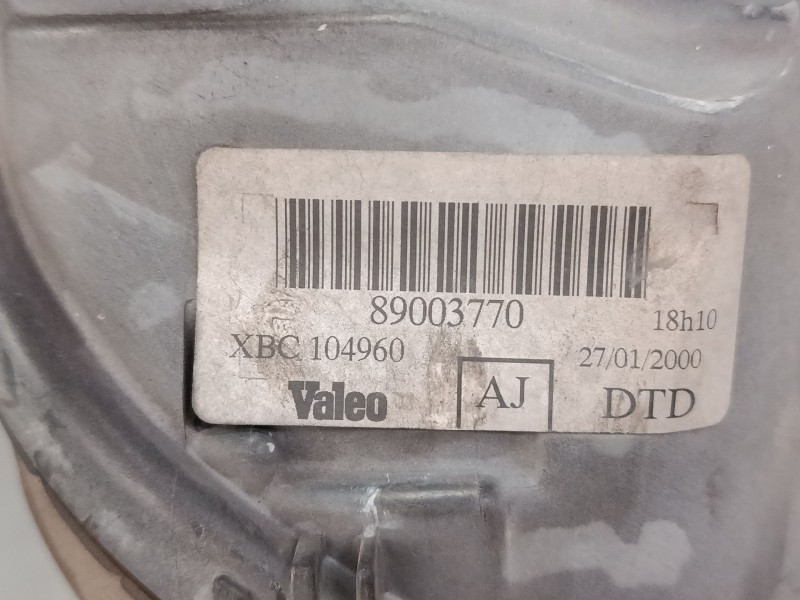 89003770
18h10
XBC 104960
27/01/2000
Valeo
AJ
DTD